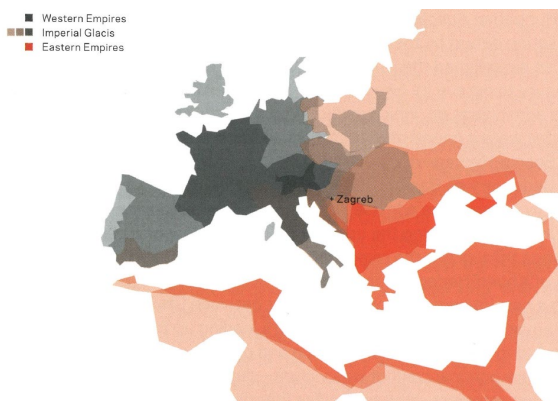 Western Empires
Imperial Glacis
Eastern Empires
Zagreb